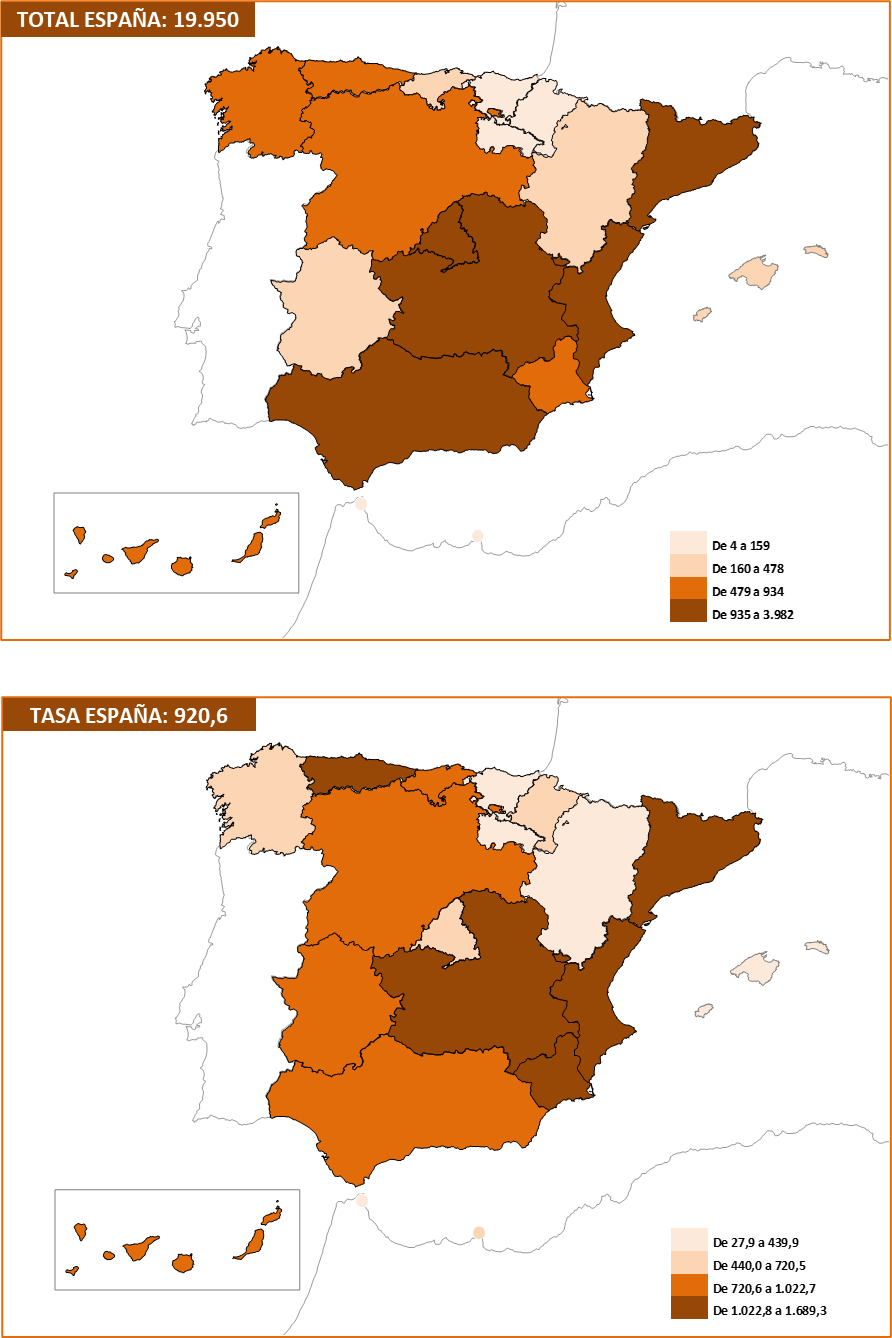 TOTAL ESPAÑA: 19.950
De 4 a 159
De 160 a 478
De 479 a 934
De 935 a 3.982
TASA ESPAÑA: 920,6
De 27,9 a 439,9
De 440,0 a 720,5
De 720,6 a 1.022,7
De 1.022,8 a 1.689,3